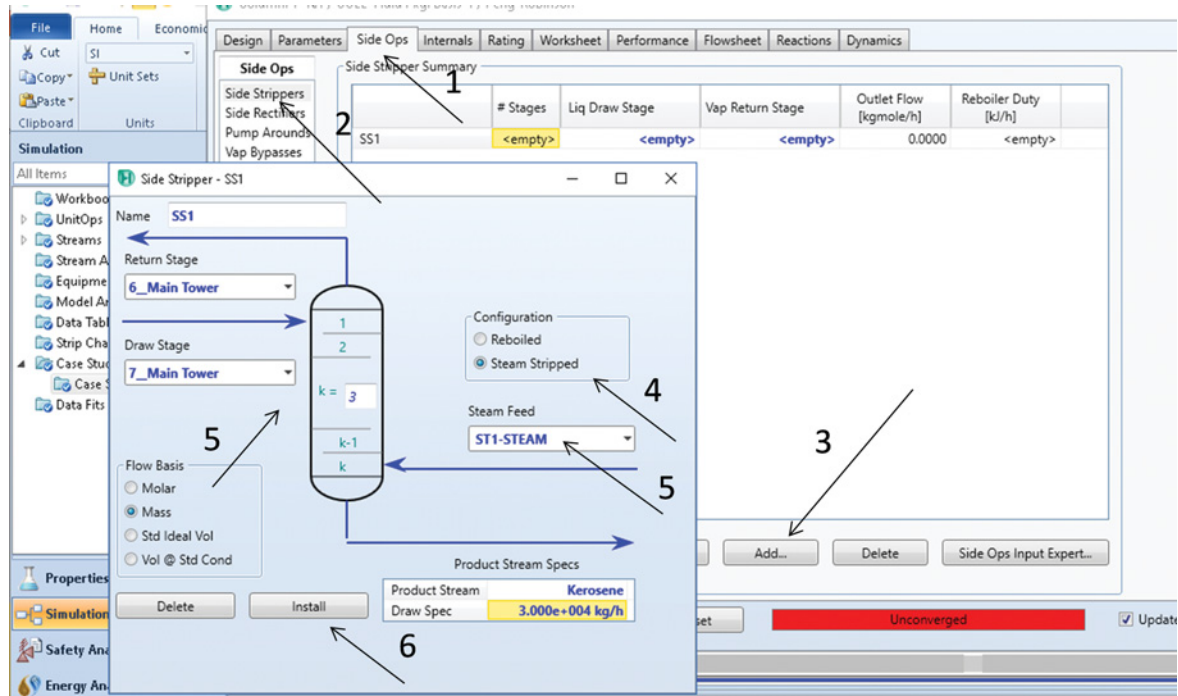 File Home Economic
Design Parameters Side Ops Internals Rating Worksheet Performance Flowsheet Reactions Dynamics
Cut SI
Copy Unit Sets
Paste
Clipboard Units
Simulation
All Items
Workboo
UnitOps
Streams
Stream A
Equipme
Model Ar
Data Tabl
Strip Cha
Case Stud
Case S
Data Fits
Properties
Simulation
Safety Ana
Energy An
Side Ops
Side Strippers
Side Rectifiers
Pump Arounds
Vap Bypasses
1
2
Side Stripper Summary
# Stages Liq Draw Stage Vap Return Stage Outlet Flow [kgmole/h] Reboiler Duty [kJ/h]
SS1 <empty> <empty> <empty> 0.0000 <empty>
Side Stripper - SS1
Name SS1
Return Stage
6__Main Tower
Draw Stage
7__Main Tower
1
2
k = 3
k-1
k
5
Flow Basis
Molar
Mass
Std Ideal Vol
Vol @ Std Cond
Configuration
Reboiled
Steam Stripped
4
Steam Feed
ST1-STEAM
5
Product Stream Specs
Product Stream Kerosene
Draw Spec 3.000e+004 kg/h
Delete Install
6
3
Add... Delete Side Ops Input Expert...
set Unconverged Update